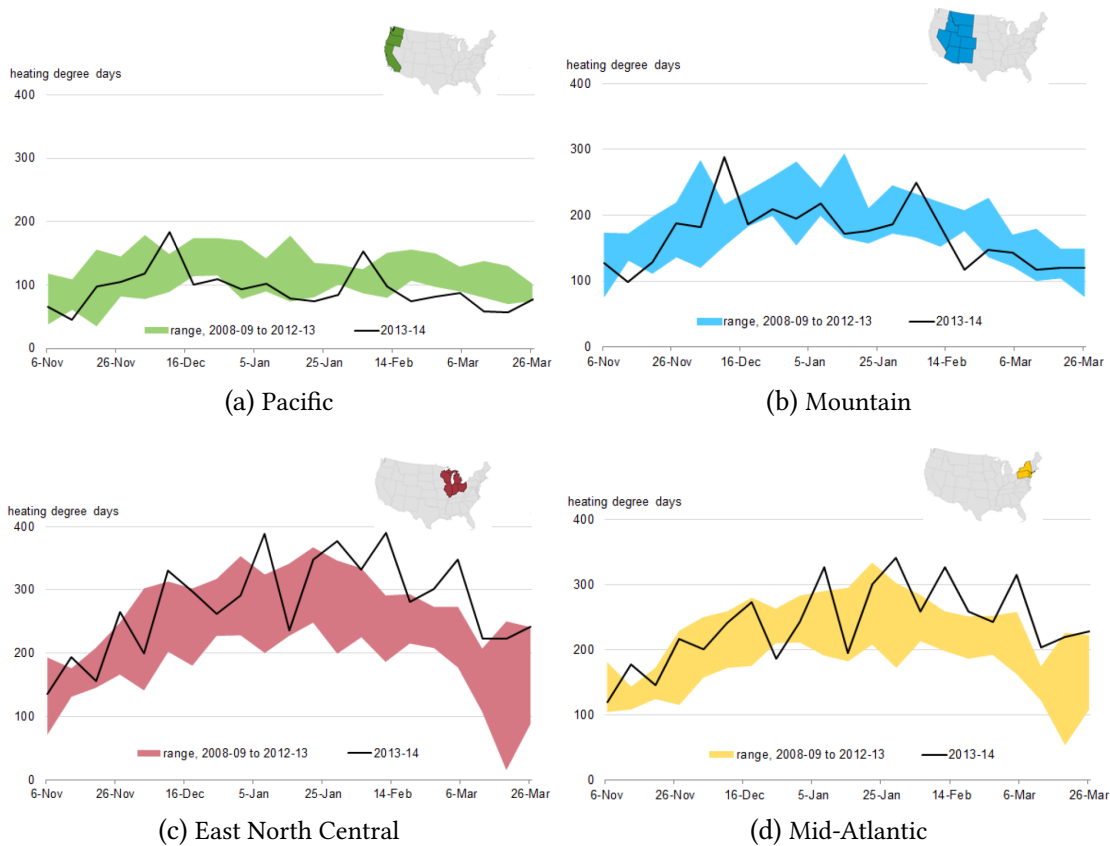 heating degree days
400
300
200
100
0
range, 2008-09 to 2012-13 2013-14
6-Nov 26-Nov 16-Dec 5-Jan 25-Jan 14-Feb 6-Mar 26-Mar
(a) Pacific
400
300
200
100
0
range, 2008-09 to 2012-13 2013-14
6-Nov 26-Nov 16-Dec 5-Jan 25-Jan 14-Feb 6-Mar 26-Mar
(b) Mountain
heating degree days
400
300
200
100
0
range, 2008-09 to 2012-13 2013-14
6-Nov 26-Nov 16-Dec 5-Jan 25-Jan 14-Feb 6-Mar 26-Mar
(c) East North Central
heating degree days
400
300
200
100
0
range, 2008-09 to 2012-13 2013-14
6-Nov 26-Nov 16-Dec 5-Jan 25-Jan 14-Feb 6-Mar 26-Mar
(d) Mid-Atlantic